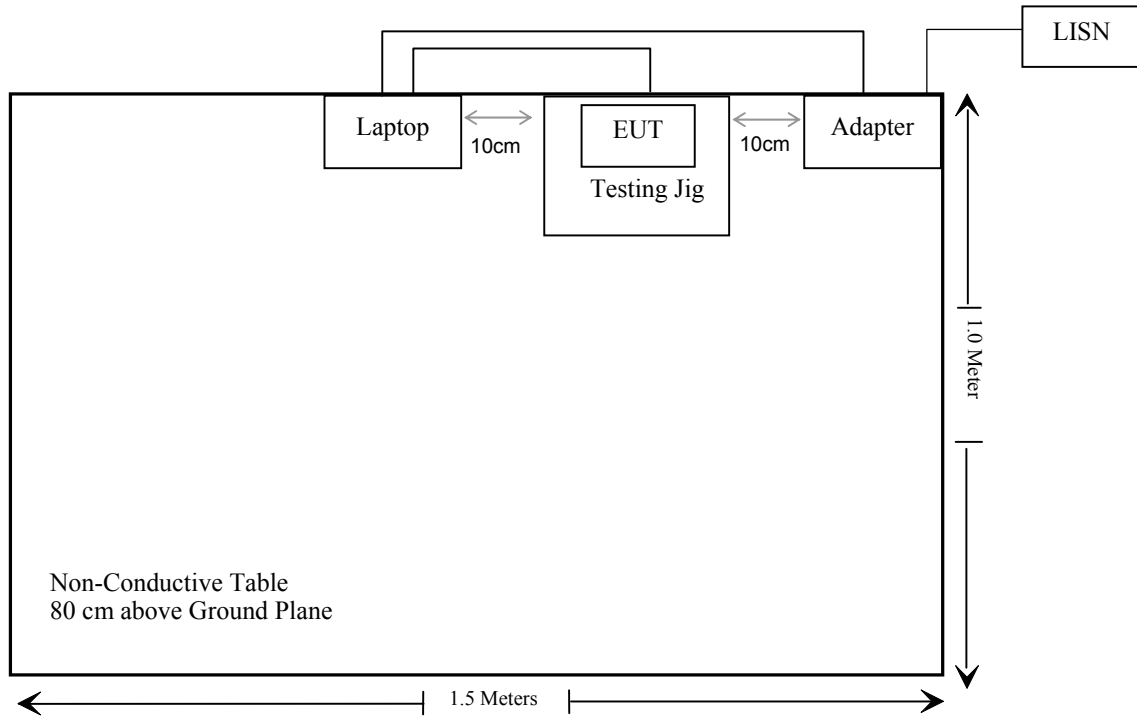 LISN
Laptop
10cm
EUT
Testing Jig
10cm
Adapter
1.0 Meter
Non-Conductive Table
80 cm above Ground Plane
1.5 Meters